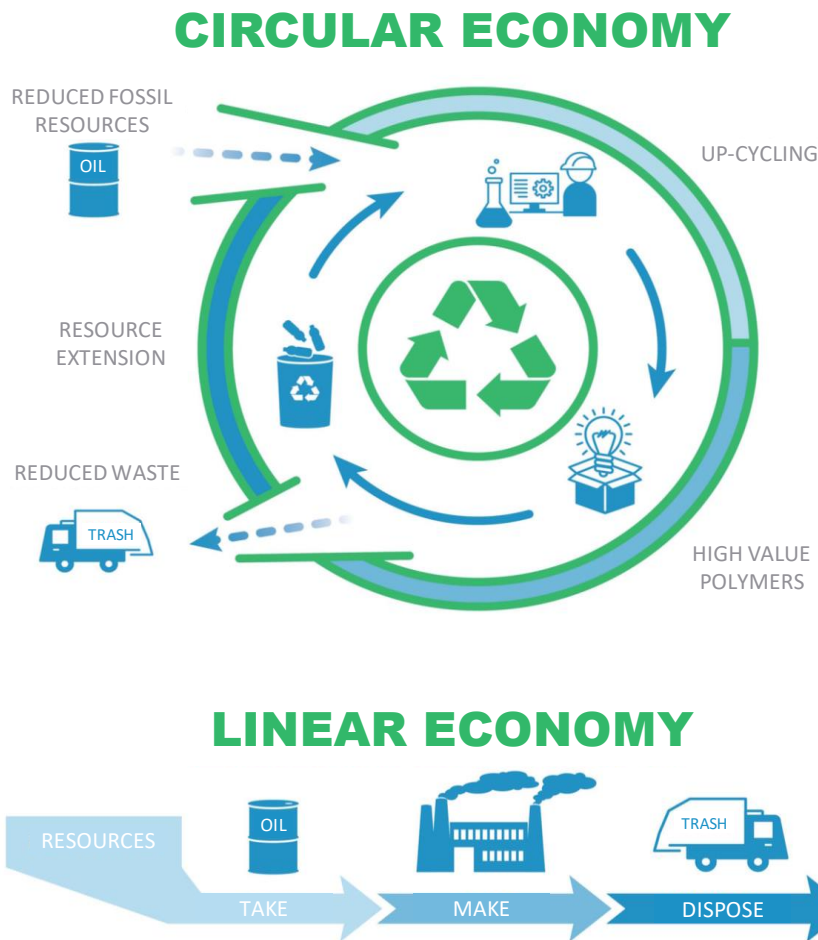 CIRCULAR ECONOMY
REDUCED FOSSIL
RESOURCES
OIL
UP-CYCLING
RESOURCE
EXTENSION
REDUCED WASTE
TRASH
HIGH VALUE
POLYMERS
LINEAR ECONOMY
RESOURCES
OIL
TRASH
TAKE
MAKE
DISPOSE